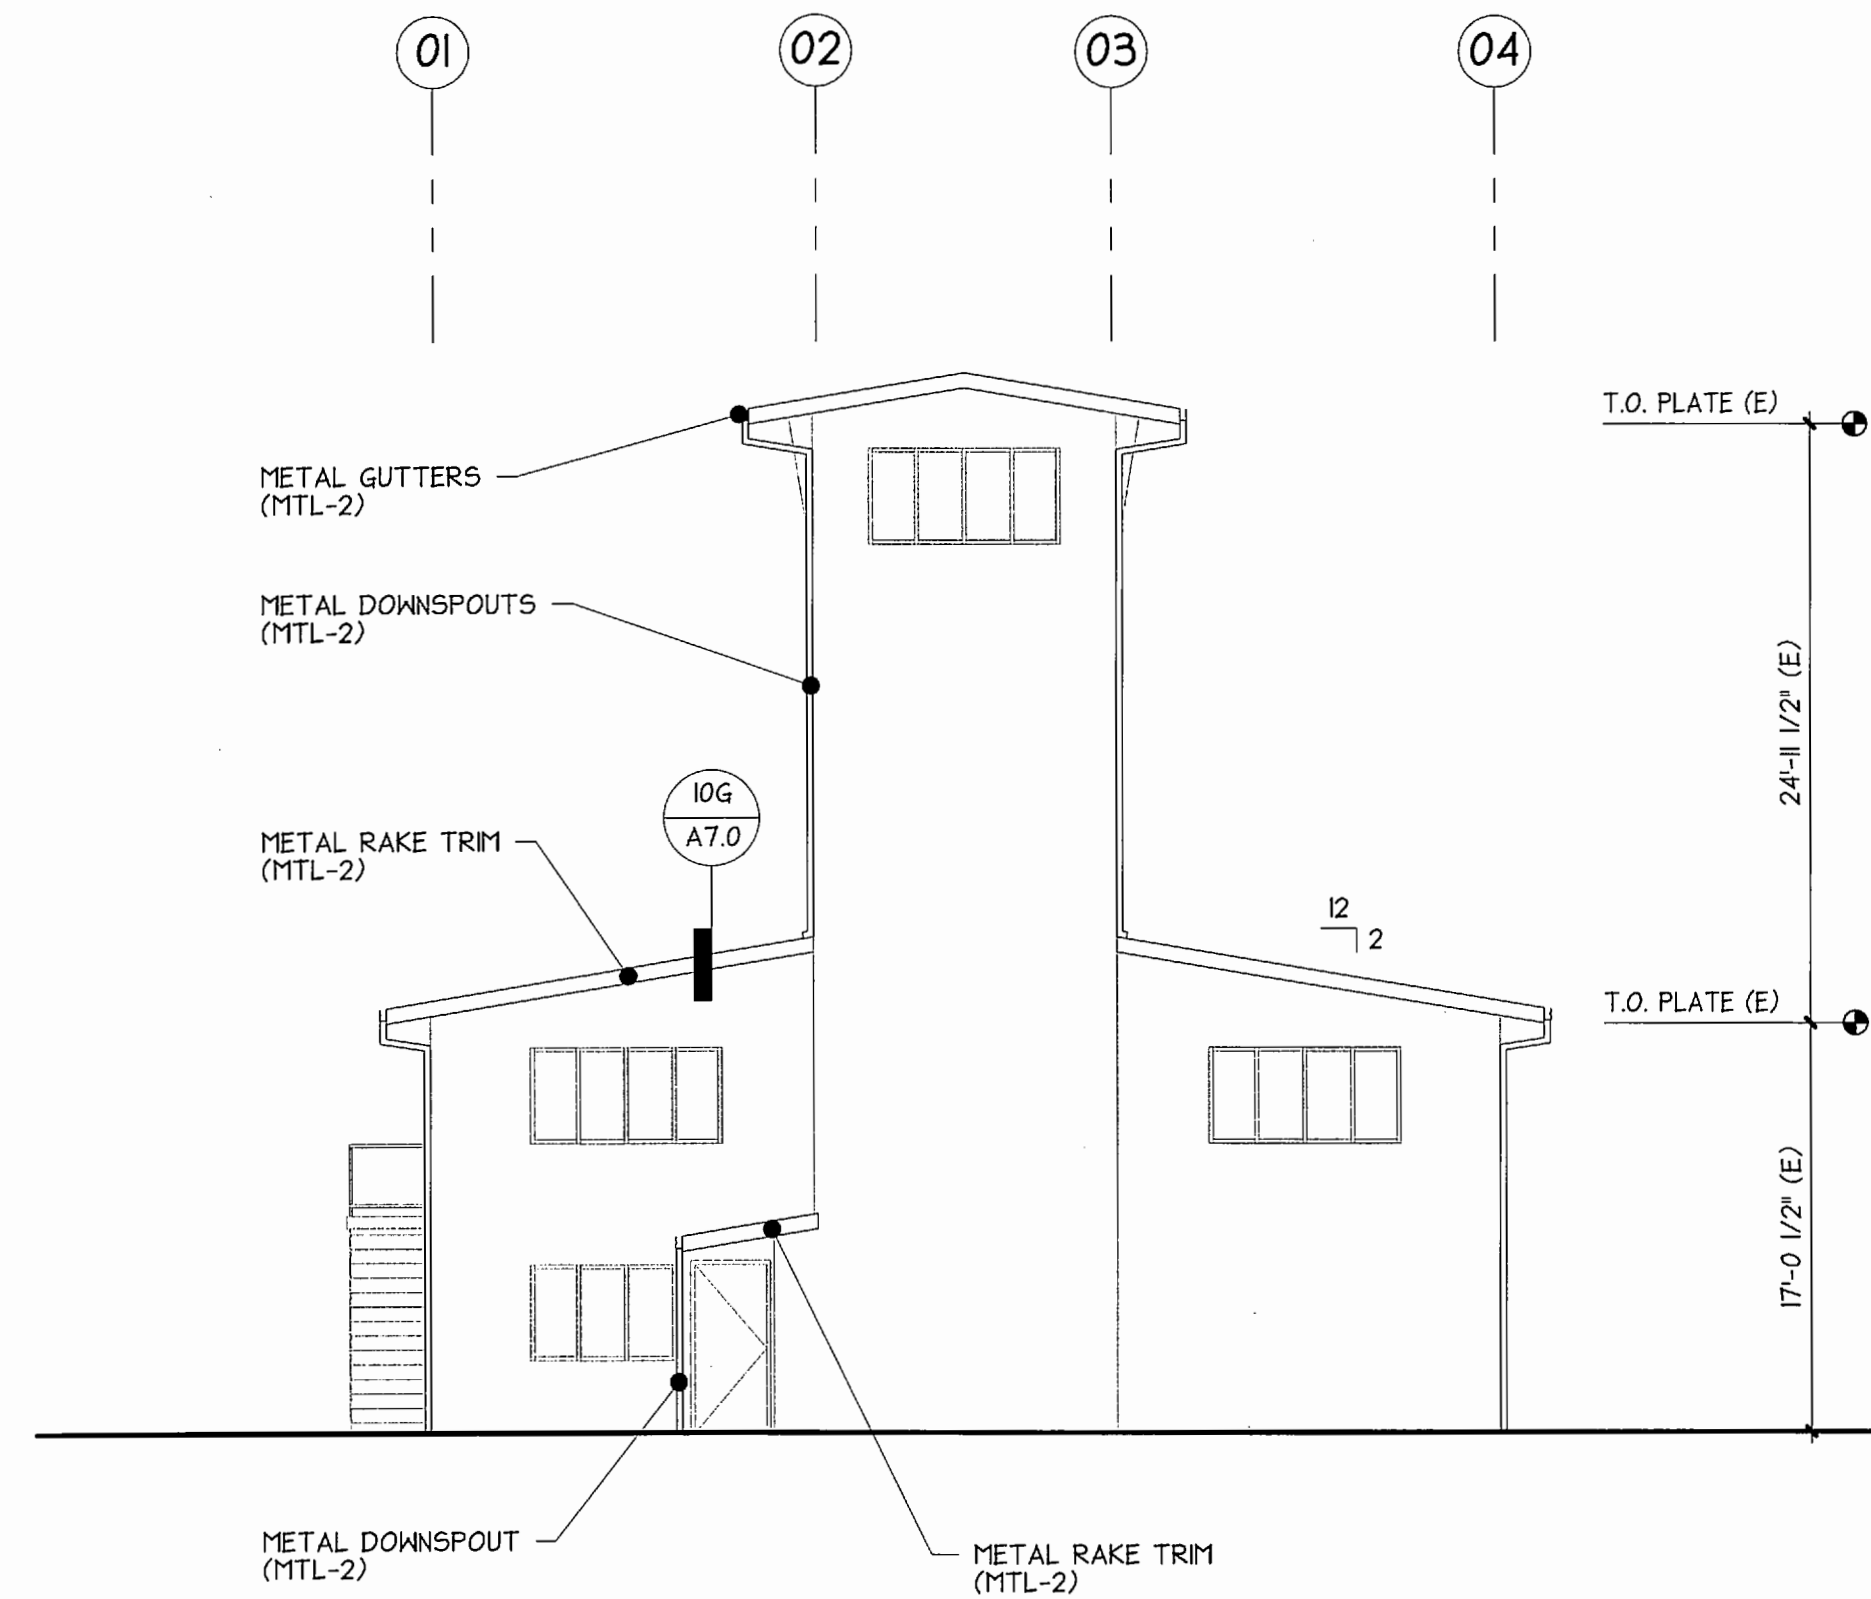 01
02
03
04
T.O. PLATE (E)
METAL GUTTERS
(MTL-2)
METAL DOWNSPOUTS
(MTL-2)
24'-11 1/2" (E)
10G
A7.0
METAL RAKE TRIM
(MTL-2)
12
2
T.O. PLATE (E)
17'-0 1/2" (E)
METAL DOWNSPOUT
(MTL-2)
METAL RAKE TRIM
(MTL-2)